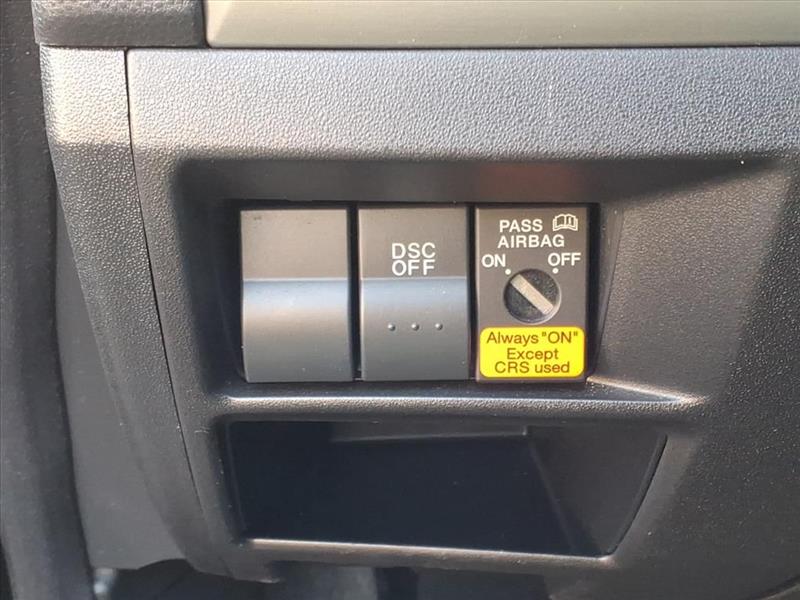 DSC
OFF
PASS
AIRBAG
ON OFF
Always "ON"
Except
CRS used